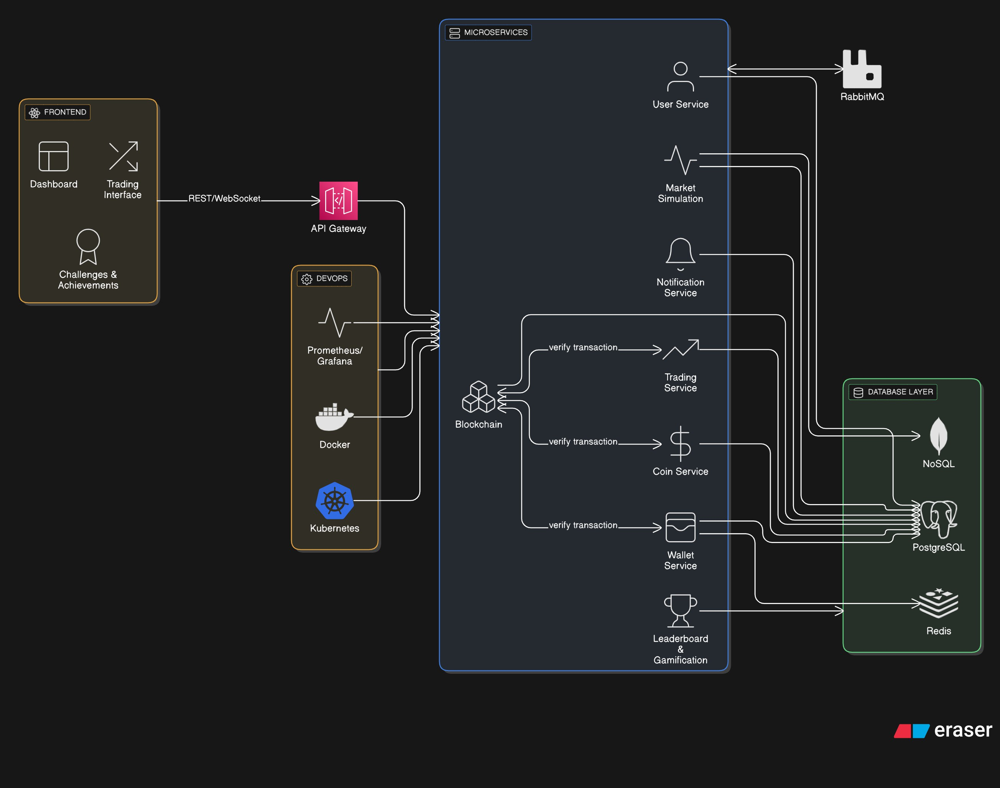 MICROSERVICES
User Service
RabbitMQ
FRONTEND
Dashboard
Trading
Interface
Challenges &
Achievements
REST/WebSocket
API Gateway
Market
Simulation
Notification
Service
DEVOPS
Prometheus/
Grafana
Docker
Kubernetes
verify transaction
Trading
Service
Blockchain
verify transaction
Coin Service
verify transaction
Wallet
Service
Leaderboard
&
Gamification
DATABASE LAYER
NoSQL
PostgreSQL
Redis
eraser